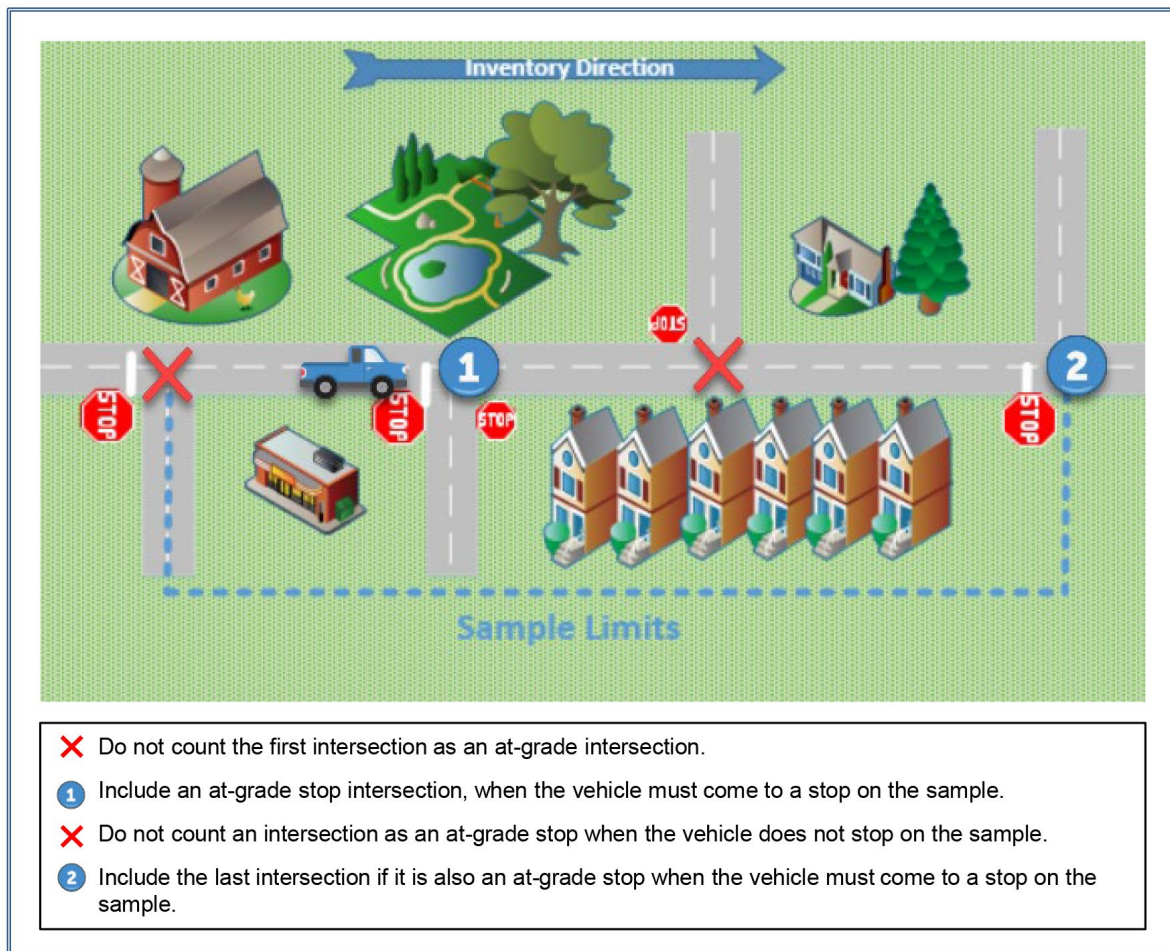 Inventory Direction
STOP
STOP
STOP
STOP
STOP
1
2
Sample Limits
Do not count the first intersection as an at-grade intersection.
1 Include an at-grade stop intersection, when the vehicle must come to a stop on the sample.
Do not count an intersection as an at-grade stop when the vehicle does not stop on the sample.
2 Include the last intersection if it is also an at-grade stop when the vehicle must come to a stop on the
sample.